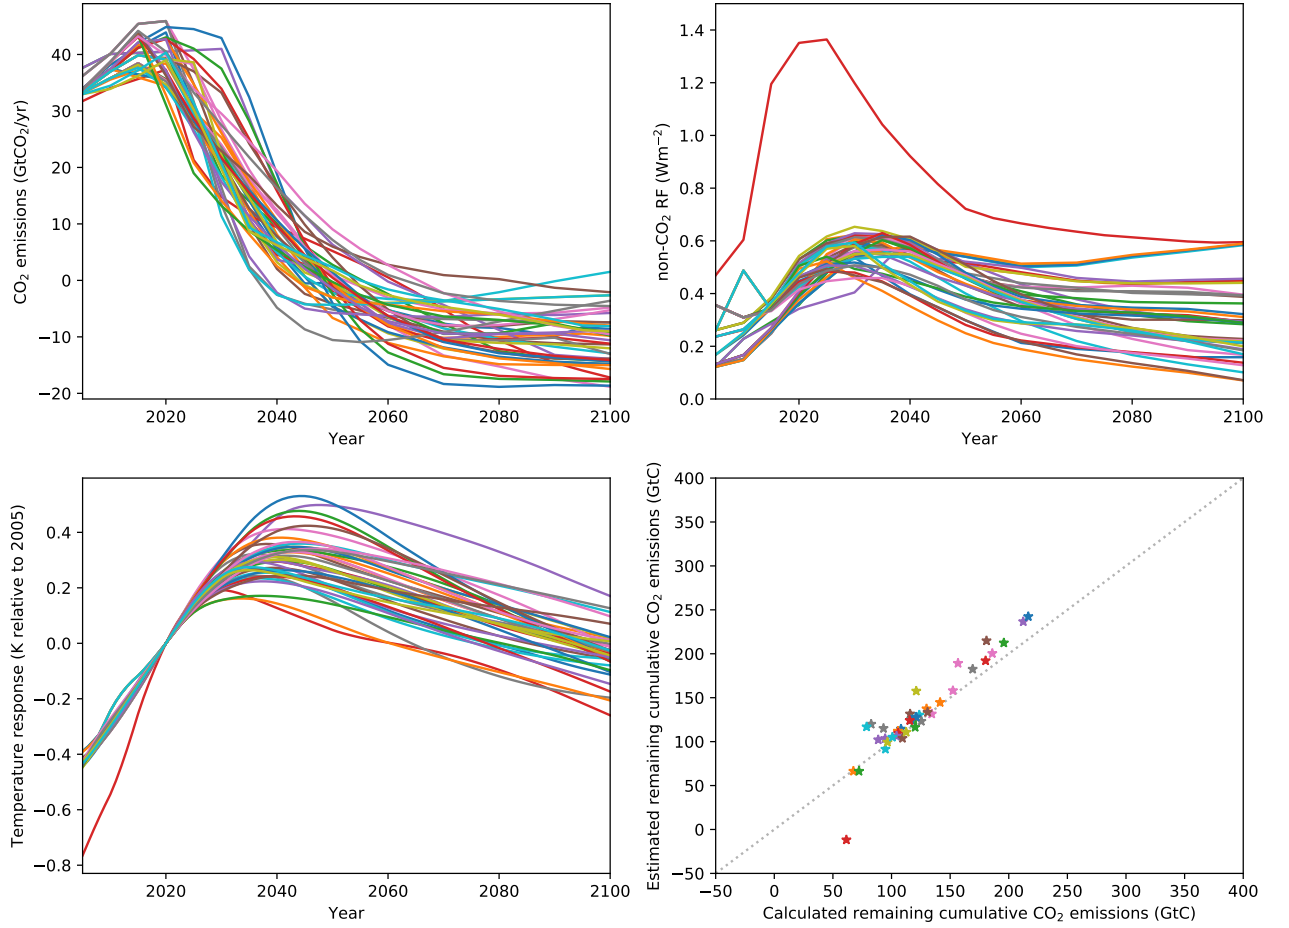 CO₂ emissions (GtCO₂/yr)
40
30
20
10
0
−10
−20
2020 2040 2060 2080 2100
Year
non-CO₂ RF (Wm⁻²)
1.4
1.2
1.0
0.8
0.6
0.4
0.2
0.0
2020 2040 2060 2080 2100
Year
Temperature response (K relative to 2005)
0.4
0.2
0.0
−0.2
−0.4
−0.6
−0.8
2020 2040 2060 2080 2100
Year
Estimated remaining cumulative CO₂ emissions (GtC)
400
350
300
250
200
150
100
50
0
−50
−50 0 50 100 150 200 250 300 350 400
Calculated remaining cumulative CO₂ emissions (GtC)